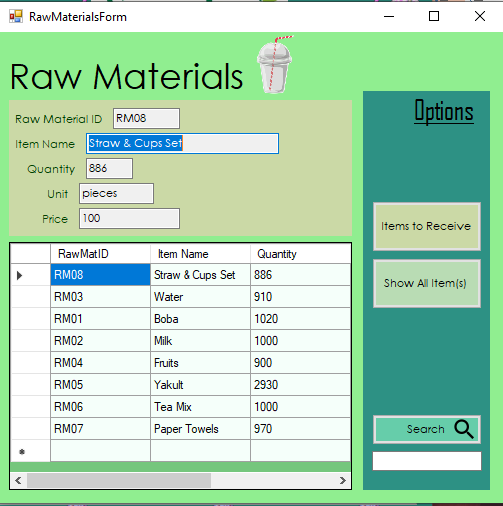 RawMaterialsForm
Raw Materials
Options
Raw Material ID RM08
Item Name Straw & Cups Set
Quantity 886
Unit pieces
Price 100
Items to Receive
Show All Item(s)
RawMatID Item Name Quantity
RM08 Straw & Cups Set 886
RM03 Water 910
RM01 Boba 1020
RM02 Milk 1000
RM04 Fruits 900
RM05 Yakult 2930
RM06 Tea Mix 1000
RM07 Paper Towels 970
Search